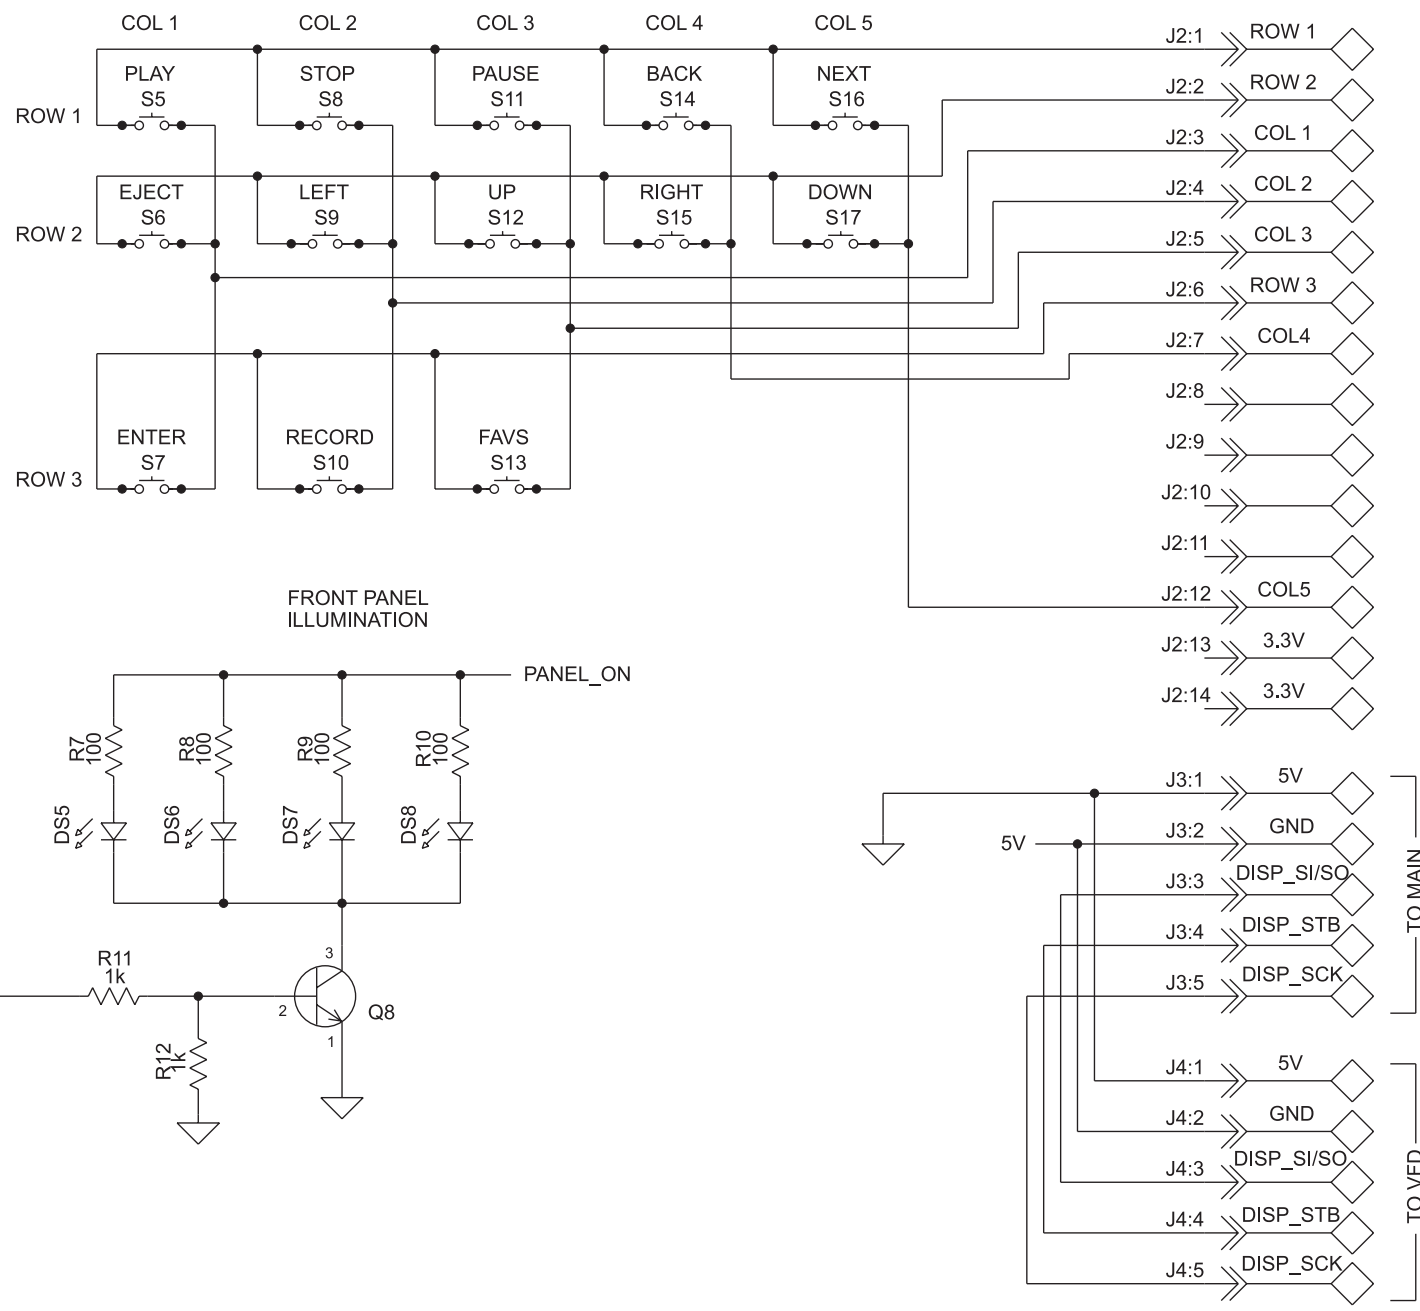 COL 1 COL 2 COL 3 COL 4 COL 5
PLAY STOP PAUSE BACK NEXT
S5 S8 S11 S14 S16
ROW 1
EJECT LEFT UP RIGHT DOWN
S6 S9 S12 S15 S17
ROW 2
ENTER RECORD FAVS
S7 S10 S13
ROW 3
J2:1 ROW 1
J2:2 ROW 2
J2:3 COL 1
J2:4 COL 2
J2:5 COL 3
J2:6 ROW 3
J2:7 COL4
J2:8
J2:9
J2:10
J2:11
J2:12 COL5
J2:13 3.3V
J2:14 3.3V
FRONT PANEL
ILLUMINATION
PANEL_ON
R7 100
R8 100
R9 100
R10 100
DS5
DS6
DS7
DS8
R11
1k
R12
1k
3
2
1
Q8
J3:1 5V
5V J3:2 GND
J3:3 DISP_SI/SO
J3:4 DISP_STB
J3:5 DISP_SCK
TO MAIN
J4:1 5V
J4:2 GND
J4:3 DISP_SI/SO
J4:4 DISP_STB
J4:5 DISP_SCK
TO VFD